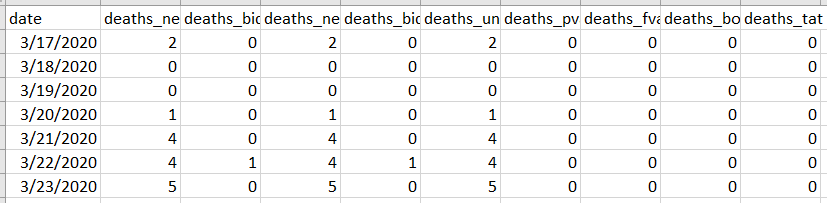 date deaths_ne deaths_bid deaths_ne deaths_bid deaths_un deaths_pv deaths_fva deaths_bo deaths_tat
3/17/2020 2 0 2 0 2 0 0 0 0
3/18/2020 0 0 0 0 0 0 0 0 0
3/19/2020 0 0 0 0 0 0 0 0 0
3/20/2020 1 0 1 0 1 0 0 0 0
3/21/2020 4 0 4 0 4 0 0 0 0
3/22/2020 4 1 4 1 4 0 0 0 0
3/23/2020 5 0 5 0 5 0 0 0 0